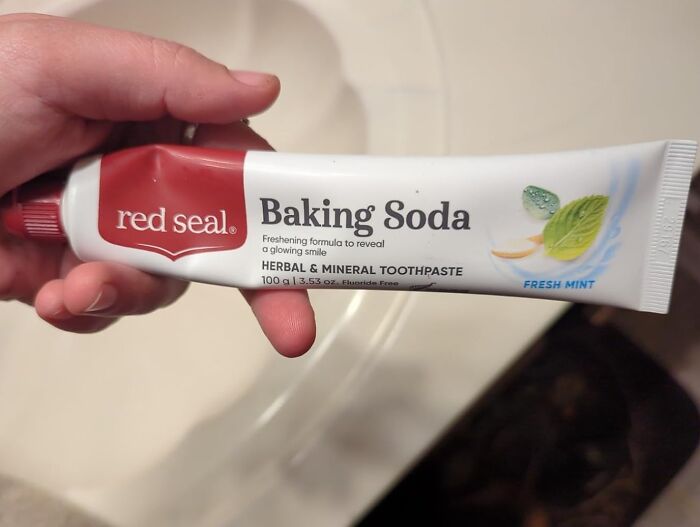 red seal®
Baking Soda
Freshening formula to reveal
a glowing smile
HERBAL & MINERAL TOOTHPASTE
100 g | 3.53 oz. Fluoride Free
FRESH MINT